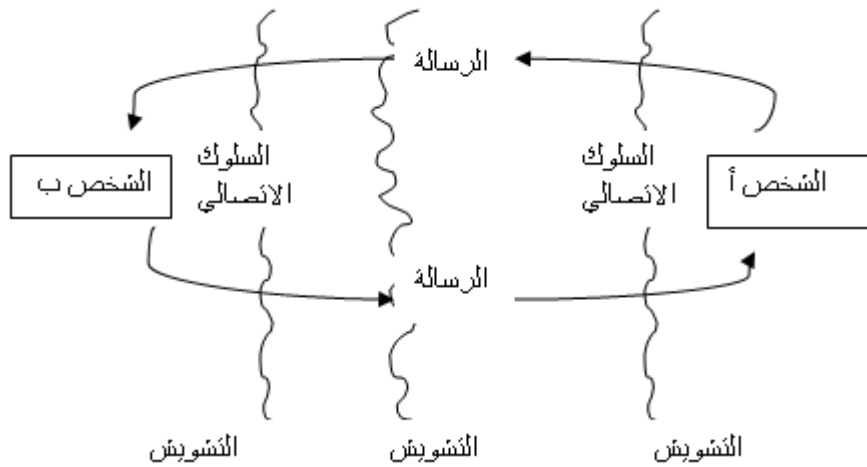 الرسالة
السلوك
الاتصالي
السلوك
الاتصالي
الشخص أ
الشخص ب
الرسالة
التشويش
التشويش
التشويش